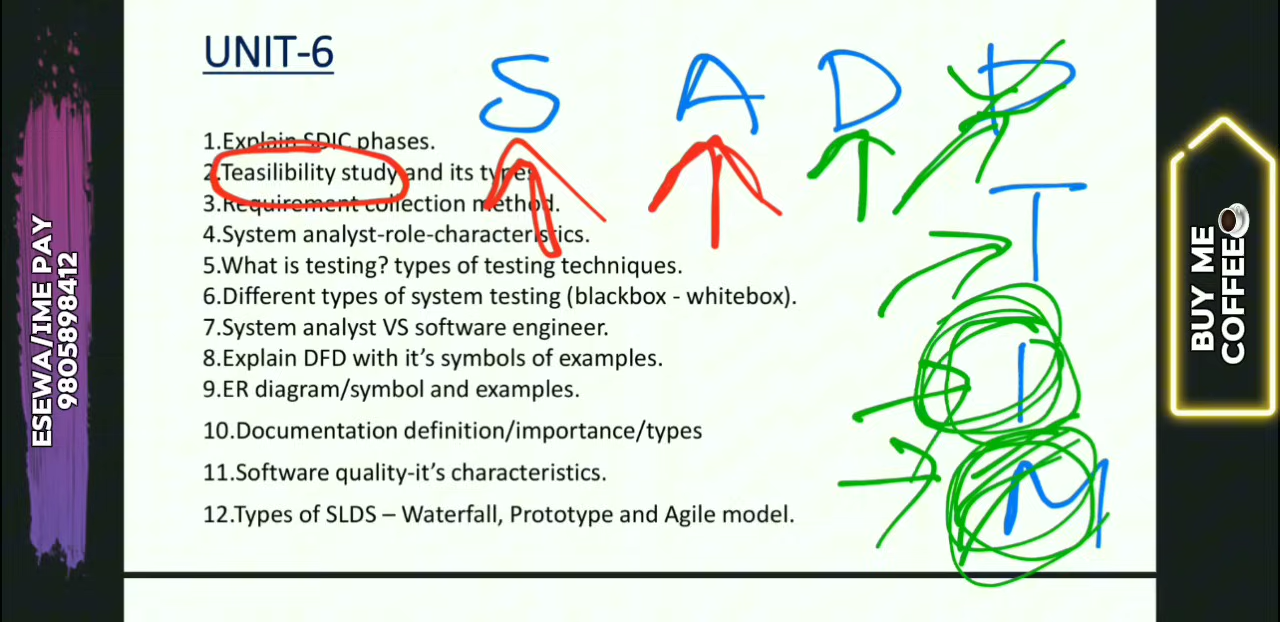 UNIT-6
S A D D
T
I
M
1.Explain SDIC phases.
2.Teasilibility study and its types
3.Requirement collection method.
4.System analyst-role-characteristics.
5.What is testing? types of testing techniques.
6.Different types of system testing (blackbox - whitebox).
7.System analyst VS software engineer.
8.Explain DFD with it’s symbols of examples.
9.ER diagram/symbol and examples.
10.Documentation definition/importance/types
11.Software quality-it’s characteristics.
12.Types of SLDS – Waterfall, Prototype and Agile model.
ESEWA/IME PAY
9805898412
BUY ME
COFFEE